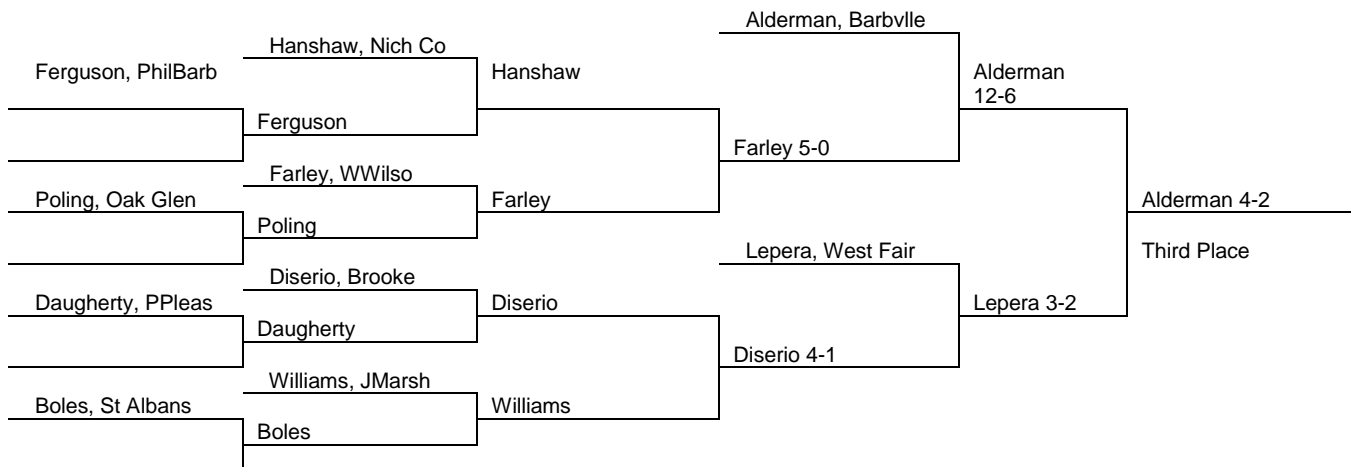 Alderman, Barbvlle
Hanshaw, Nich Co
Ferguson, PhilBarb
Hanshaw
Alderman
12-6
Ferguson
Farley 5-0
Farley, WWilso
Poling, Oak Glen
Farley
Alderman 4-2
Poling
Lepera, West Fair
Third Place
Diserio, Brooke
Daugherty, PPleas
Diserio
Lepera 3-2
Daugherty
Diserio 4-1
Williams, JMarsh
Boles, St Albans
Williams
Boles